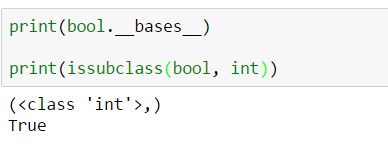 print(bool.__bases__)
print(issubclass(bool, int))
(<class 'int'>,)
True